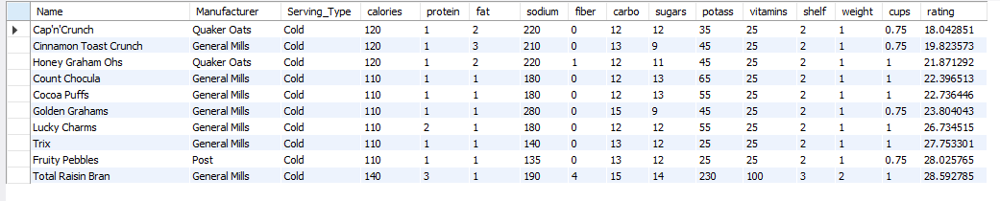 Name Manufacturer Serving_Type calories protein fat sodium fiber carbo sugars potass vitamins shelf weight cups rating
Cap'n'Crunch Quaker Oats Cold 120 1 2 220 0 12 12 35 25 2 1 0.75 18.042851
Cinnamon Toast Crunch General Mills Cold 120 1 3 210 0 13 9 45 25 2 1 0.75 19.823573
Honey Graham Ohs Quaker Oats Cold 120 1 2 220 1 12 11 45 25 2 1 1 21.871292
Count Chocula General Mills Cold 110 1 1 180 0 12 13 65 25 2 1 1 22.396513
Cocoa Puffs General Mills Cold 110 1 1 180 0 12 13 55 25 2 1 1 22.736446
Golden Grahams General Mills Cold 110 1 1 280 0 15 9 45 25 2 1 0.75 23.804043
Lucky Charms General Mills Cold 110 2 1 180 0 12 12 55 25 2 1 1 26.734515
Trix General Mills Cold 110 1 1 140 0 13 12 25 25 2 1 1 27.753301
Fruity Pebbles Post Cold 110 1 1 135 0 13 12 25 25 2 1 0.75 28.025765
Total Raisin Bran General Mills Cold 140 3 1 190 4 15 14 230 100 3 2 1 28.592785